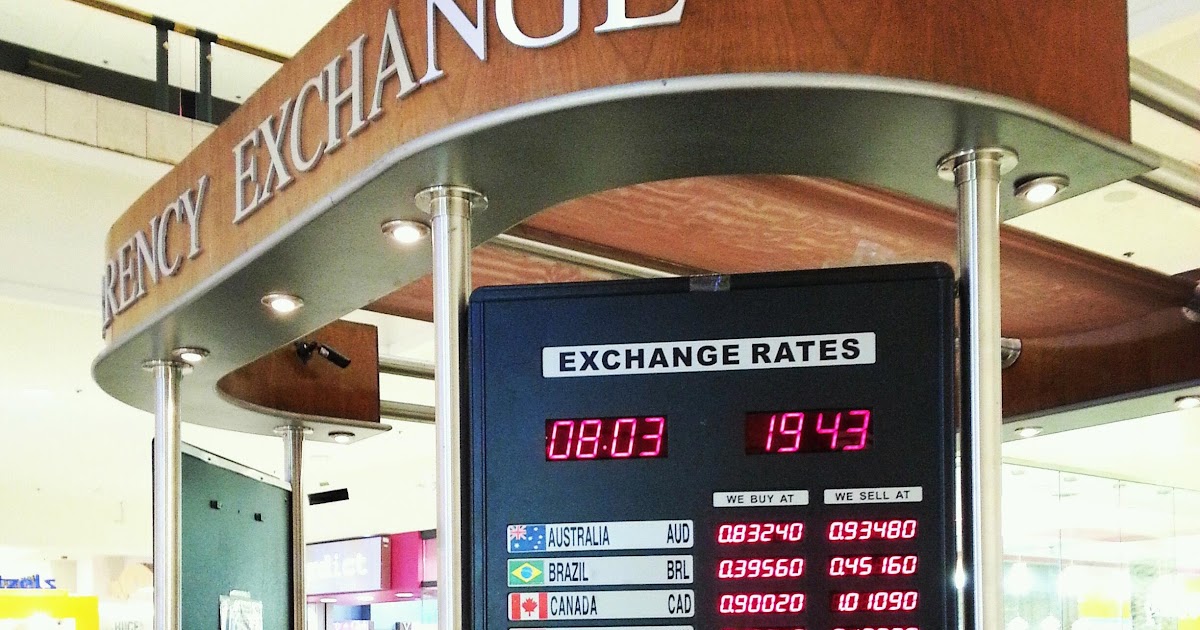 RENCY EXCHANGE
EXCHANGE RATES
08:03 19 43
WE BUY AT WE SELL AT
AUSTRALIA AUD 0.83240 0.93480
BRAZIL BRL 0.39560 0.45160
CANADA CAD 0.90020 1.01090